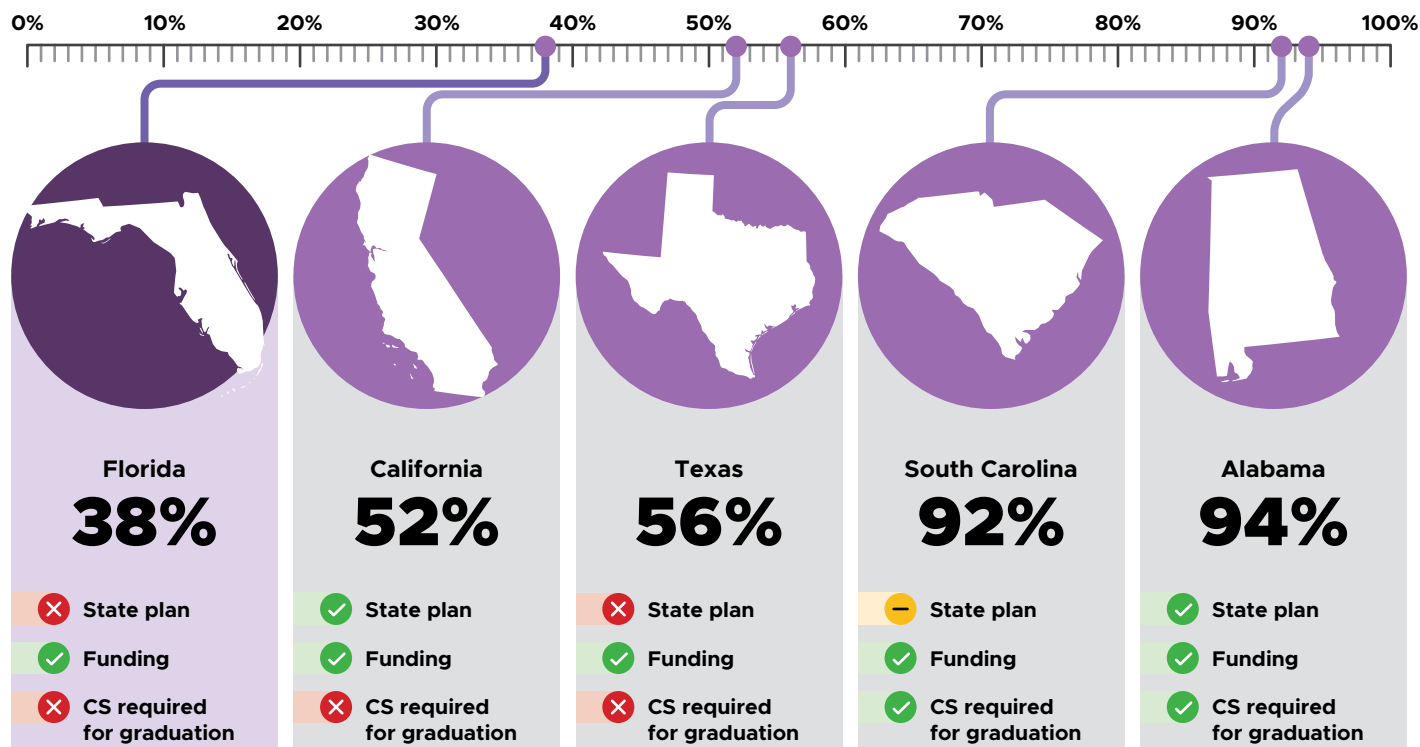 0% 10% 20% 30% 40% 50% 60% 70% 80% 90% 100%
Florida
38%
State plan
Funding
CS required
for graduation
California
52%
State plan
Funding
CS required
for graduation
Texas
56%
State plan
Funding
CS required
for graduation
South Carolina
92%
State plan
Funding
CS required
for graduation
Alabama
94%
State plan
Funding
CS required
for graduation